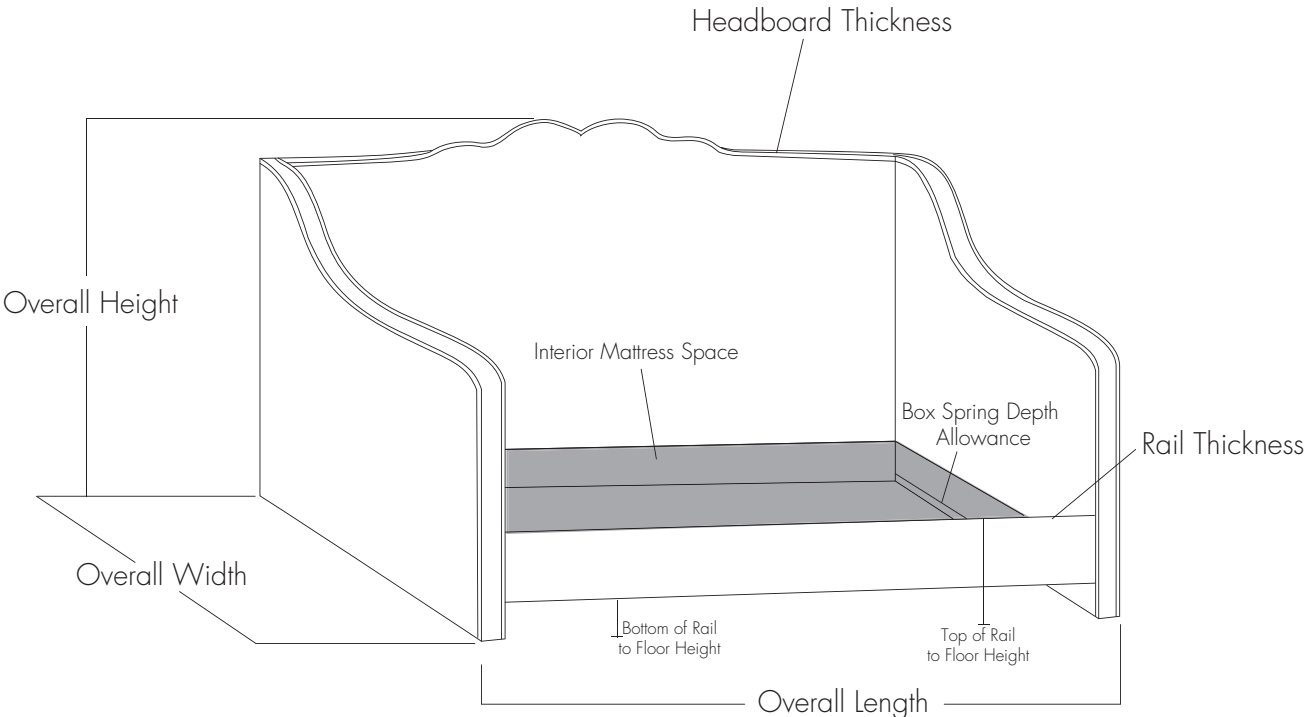 Headboard Thickness
Overall Height
Interior Mattress Space
Box Spring Depth
Allowance
Rail Thickness
Overall Width
Bottom of Rail
to Floor Height
Top of Rail
to Floor Height
Overall Length